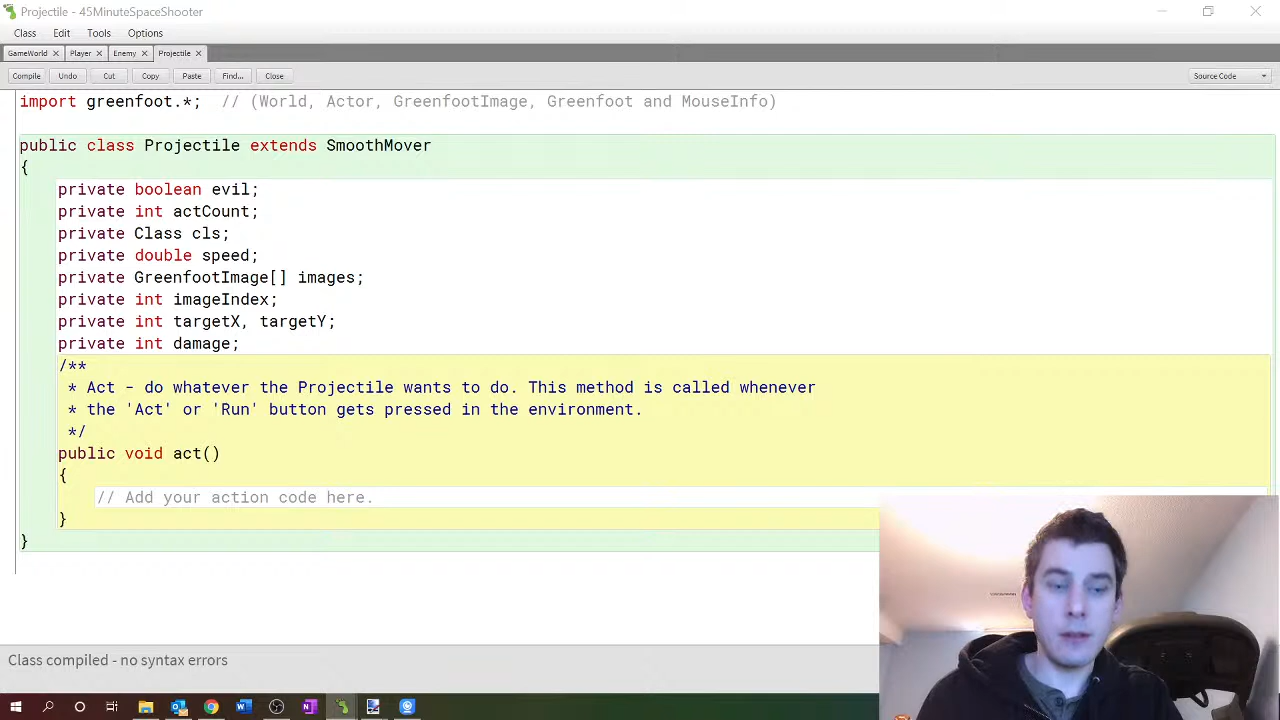 Projectile - 45MinuteSpaceShooter
Class Edit Tools Options
GameWorld × Player × Enemy × Projectile ×
Compile Undo Cut Copy Paste Find... Close Source Code
import greenfoot.*;  // (World, Actor, GreenfootImage, Greenfoot and MouseInfo)
public class Projectile extends SmoothMover
{
private boolean evil;
private int actCount;
private Class cls;
private double speed;
private GreenfootImage[] images;
private int imageIndex;
private int targetX, targetY;
private int damage;
/**
* Act - do whatever the Projectile wants to do. This method is called whenever
* the 'Act' or 'Run' button gets pressed in the environment.
*/
public void act()
{
// Add your action code here.
}
}
Class compiled - no syntax errors